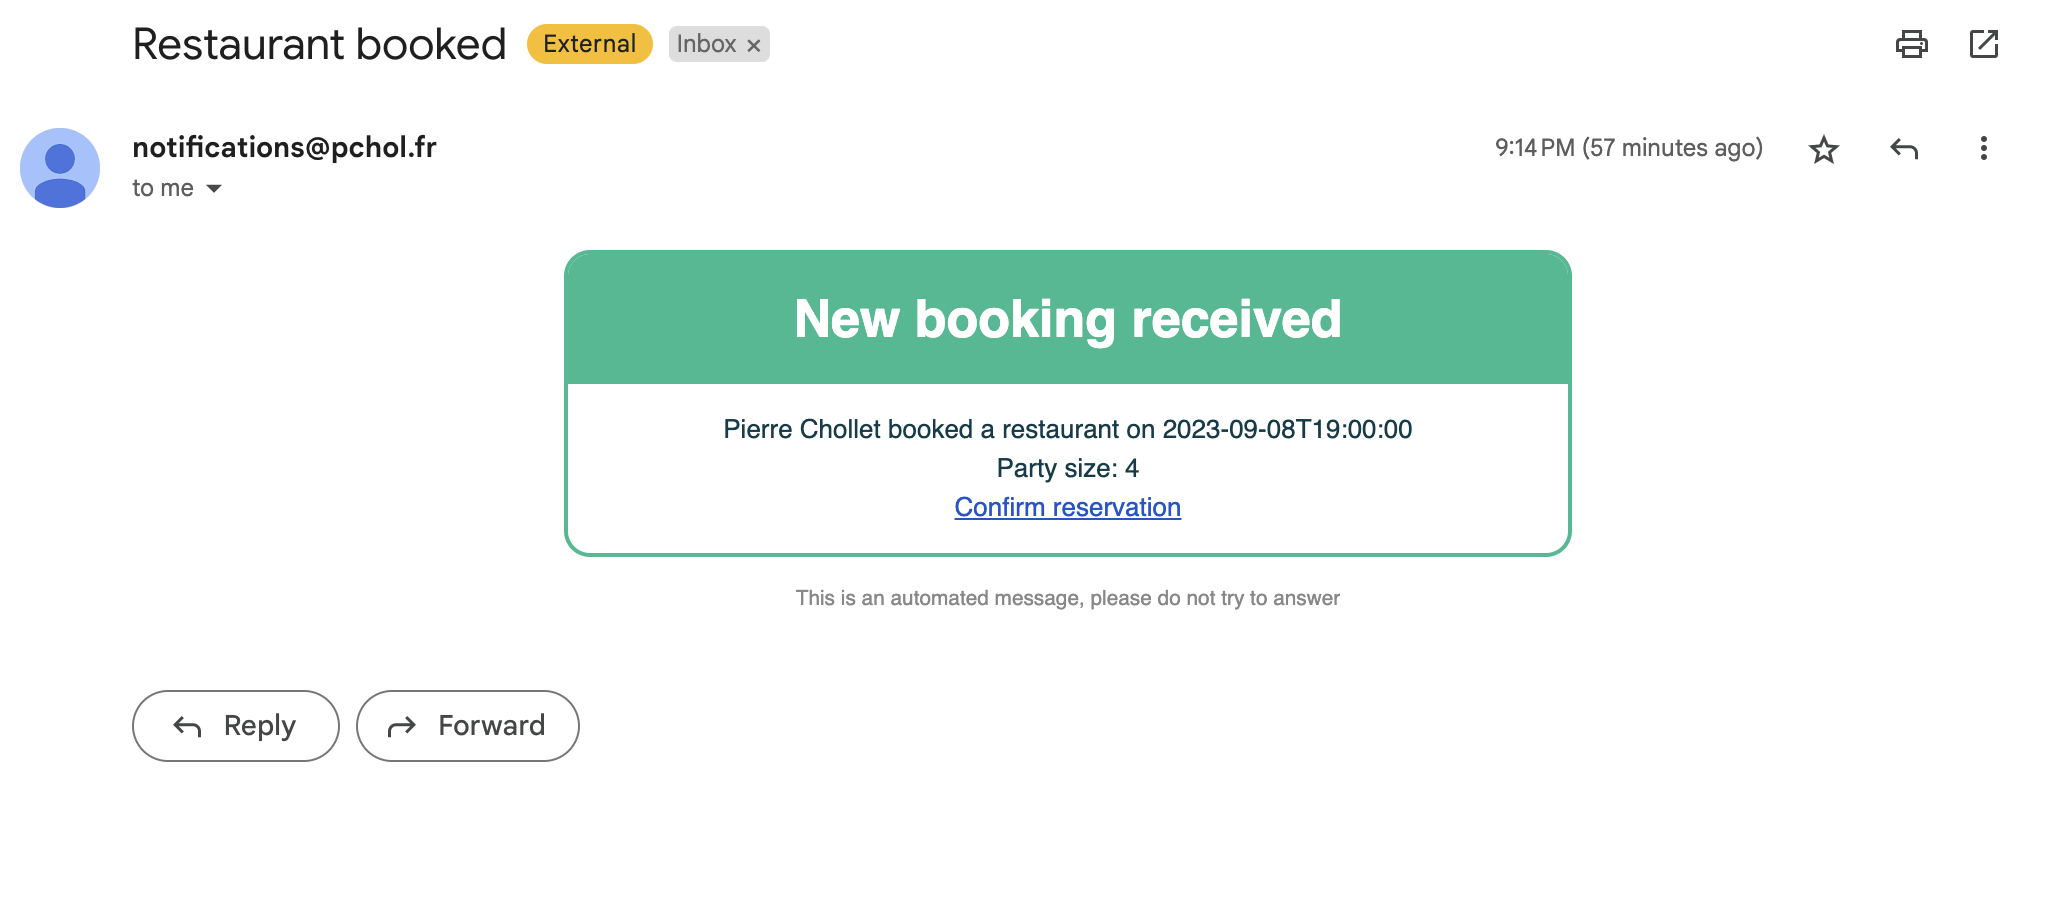 Restaurant booked External Inbox ×
notifications@pchol.fr 9:14 PM (57 minutes ago)
to me
New booking received
Pierre Chollet booked a restaurant on 2023-09-08T19:00:00
Party size: 4
Confirm reservation
This is an automated message, please do not try to answer
Reply Forward